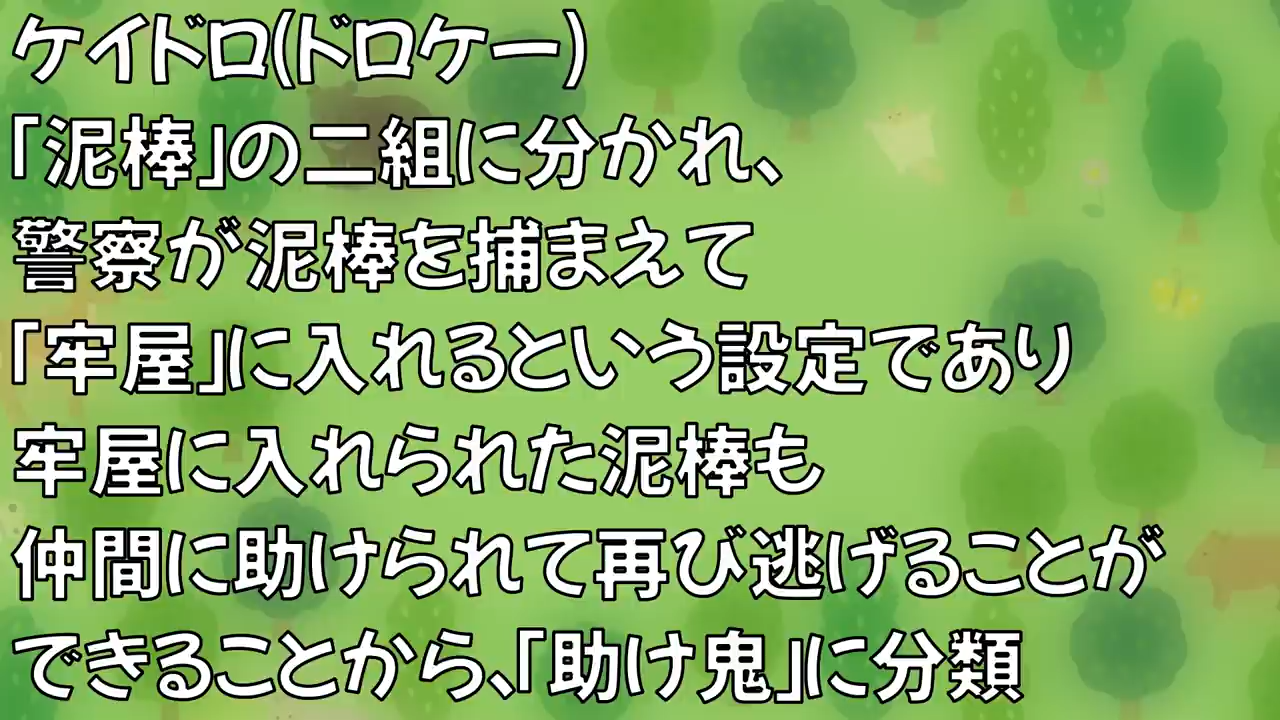 ケイドロ(ドロケー)
「泥棒」の二組に分かれ、
警察が泥棒を捕まえて
「牢屋」に入れるという設定であり
牢屋に入れられた泥棒も
仲間に助けられて再び逃げることが
できることから、「助け鬼」に分類